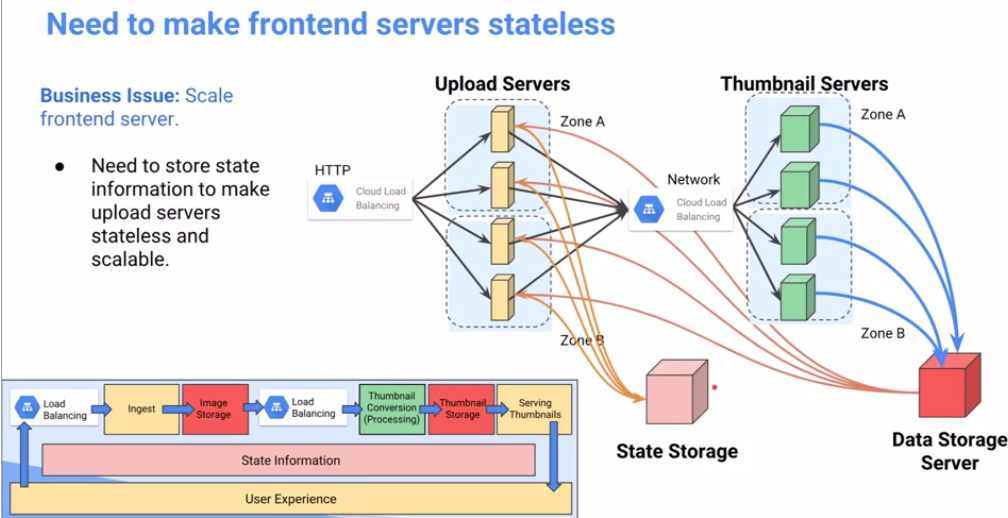 Need to make frontend servers stateless
Business Issue: Scale
frontend server.
● Need to store state
information to make
upload servers
stateless and
scalable.
Upload Servers
Thumbnail Servers
Zone A
Zone A
HTTP
Cloud Load
Balancing
Network
Cloud Load
Balancing
Zone B
Zone B
State Storage
Data Storage
Server
Load
Balancing
Ingest
Image
Storage
Load
Balancing
Thumbnail
Conversion
(Processing)
Thumbnail
Storage
Serving
Thumbnails
State Information
User Experience